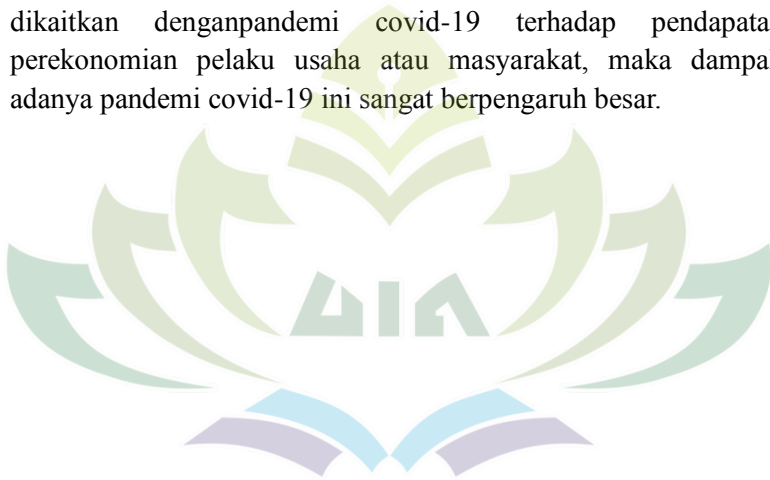 dikaitkan denganpandemi covid-19 terhadap pendapata
perekonomian pelaku usaha atau masyarakat, maka dampa
adanya pandemi covid-19 ini sangat berpengaruh besar.
UIN